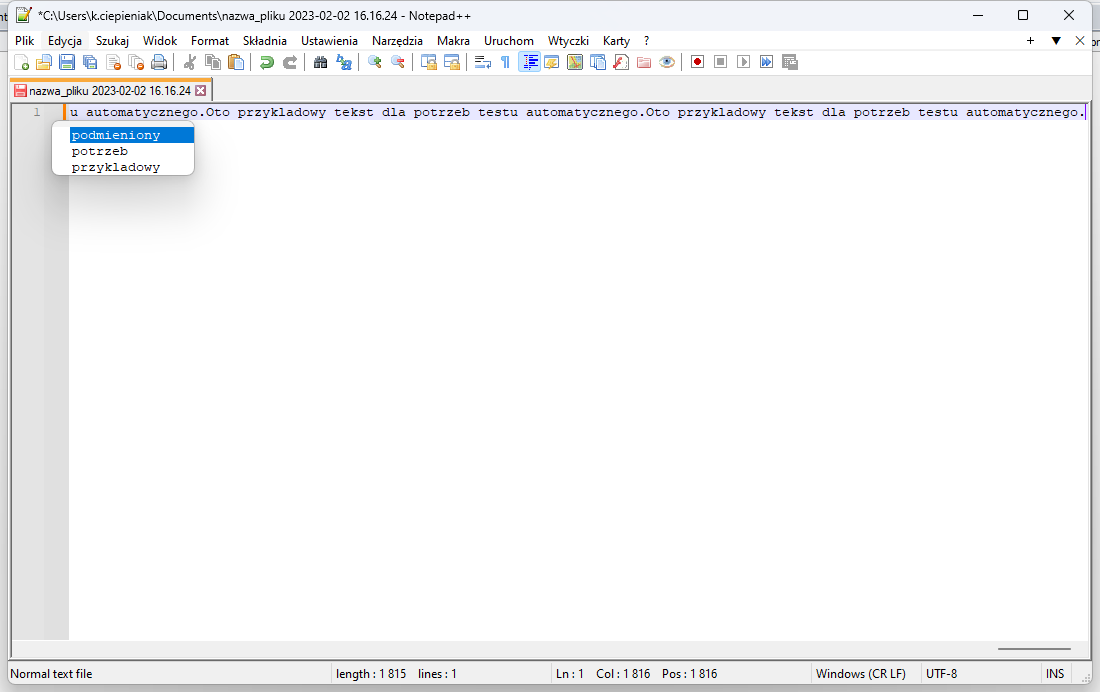 *C:\Users\k.ciepieniak\Documents\nazwa_pliku 2023-02-02 16.16.24 - Notepad++
Plik Edycja Szukaj Widok Format Składnia Ustawienia Narzędzia Makra Uruchom Wtyczki Karty ?
nazwa_pliku 2023-02-02 16.16.24
1 u automatycznego.Oto przykladowy tekst dla potrzeb testu automatycznego.Oto przykladowy tekst dla potrzeb testu automatycznego.
podmieniony
potrzeb
przykladowy
Normal text file length : 1 815 lines : 1 Ln : 1 Col : 1 816 Pos : 1 816 Windows (CR LF) UTF-8 INS